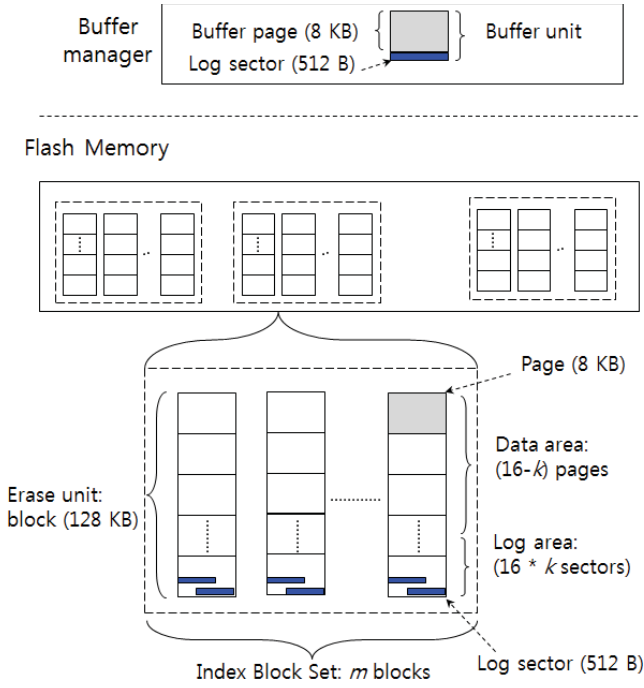 Buffer
manager
Buffer page (8 KB)
Log sector (512 B)
Buffer unit
Flash Memory
Page (8 KB)
Data area:
(16-k) pages
Erase unit:
block (128 KB)
Log area:
(16 * k sectors)
Log sector (512 B)
Index Block Set: m blocks